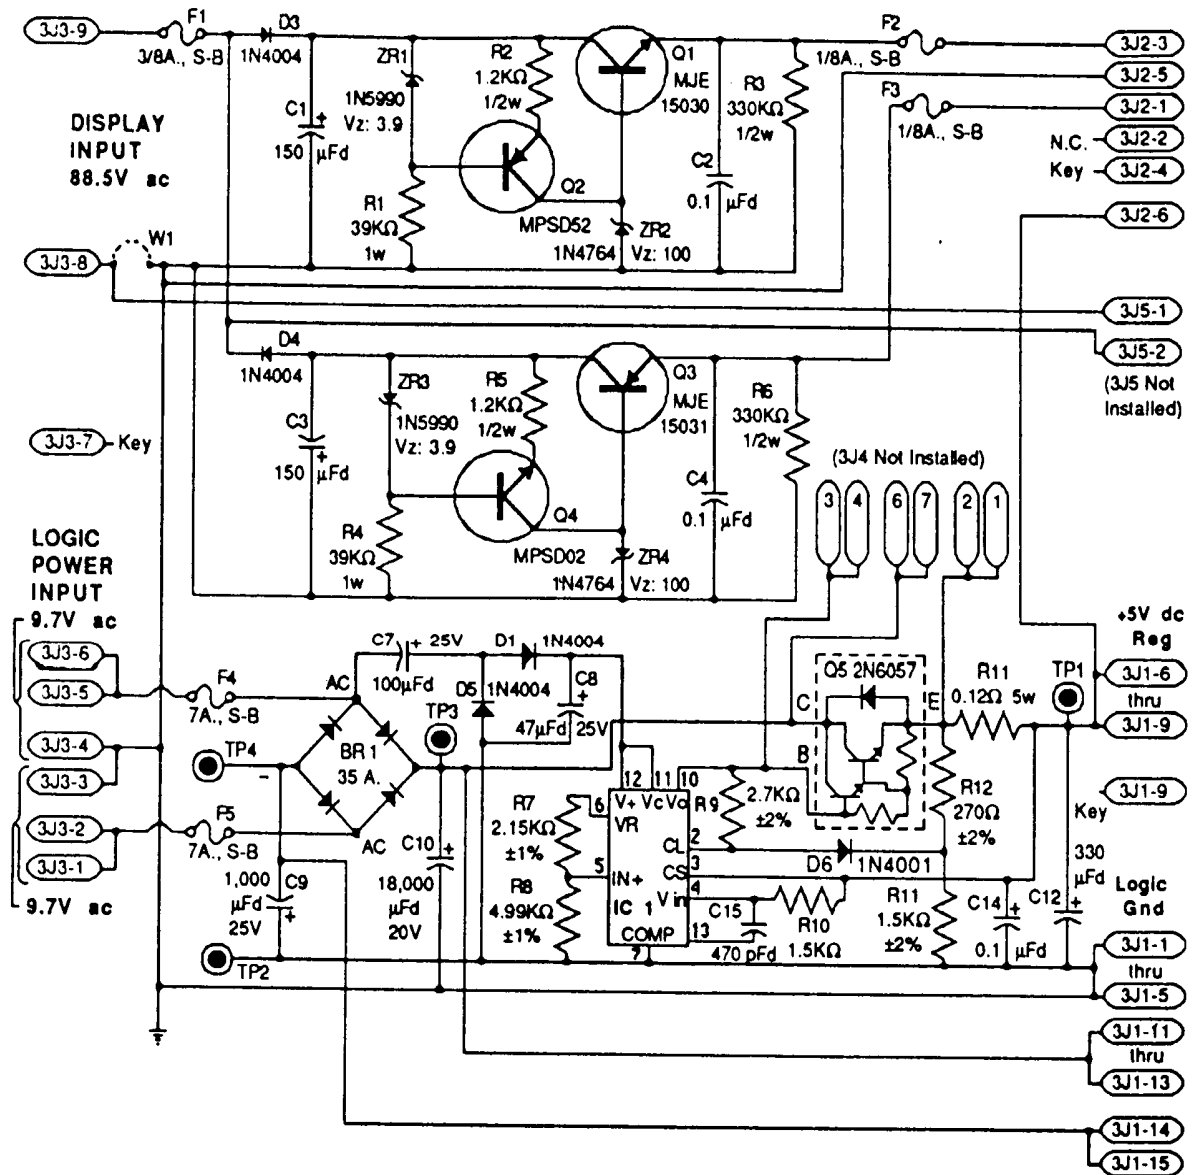 3J3-9
F1
3/8A., S-B
D3
1N4004
ZR1
1N5990
Vz: 3.9
R2
1.2KΩ
1/2w
Q1
MJE
15030
F2
1/8A., S-B
3J2-3
3J2-5
F3
1/8A., S-B
3J2-1
N.C.
3J2-2
Key
3J2-4
3J2-6
DISPLAY
INPUT
88.5V ac
C1
+
150 µFd
R1
39KΩ
1w
Q2
MPSD52
ZR2
1N4764
Vz: 100
C2
0.1 µFd
R3
330KΩ
1/2w
3J3-8
W1
3J5-1
3J5-2
(3J5 Not
Installed)
D4
1N4004
ZR3
1N5990
Vz: 3.9
R5
1.2KΩ
1/2w
Q3
MJE
15031
R6
330KΩ
1/2w
3J3-7
Key
C3
+
150 µFd
R4
39KΩ
1w
Q4
MPSD02
ZR4
1N4764
Vz: 100
C4
0.1 µFd
(3J4 Not Installed)
3 4 6 7 2 1
LOGIC
POWER
INPUT
9.7V ac
3J3-6
3J3-5
F4
7A., S-B
3J3-4
3J3-3
TP4
3J3-2
3J3-1
F5
7A., S-B
9.7V ac
AC
BR1
35 A.
-
AC
C7
+
25V
100µFd
D1
1N4004
D5
1N4004
C8
+
47µFd
25V
TP3
C10
+
18,000
µFd
20V
1,000
µFd
25V
C9
+
TP2
R7
2.15KΩ
±1%
R8
4.99KΩ
±1%
12 11 10
V+ Vc Vo
6
VR
5
IN+
IC 1
COMP
7
CL
2
CS
3
V in
4
13
R9
2.7KΩ
±2%
C15
470 pFd
R10
1.5KΩ
Q5 2N6057
C
B
E
D6
1N4001
R11
0.12Ω 5w
R12
270Ω
±2%
R11
1.5KΩ
±2%
C14
+
0.1 µFd
C12
+
330
µFd
TP1
+5V dc
Reg
3J1-6
thru
3J1-9
Key
3J1-9
Logic
Gnd
3J1-1
thru
3J1-5
3J1-11
thru
3J1-13
3J1-14
3J1-15